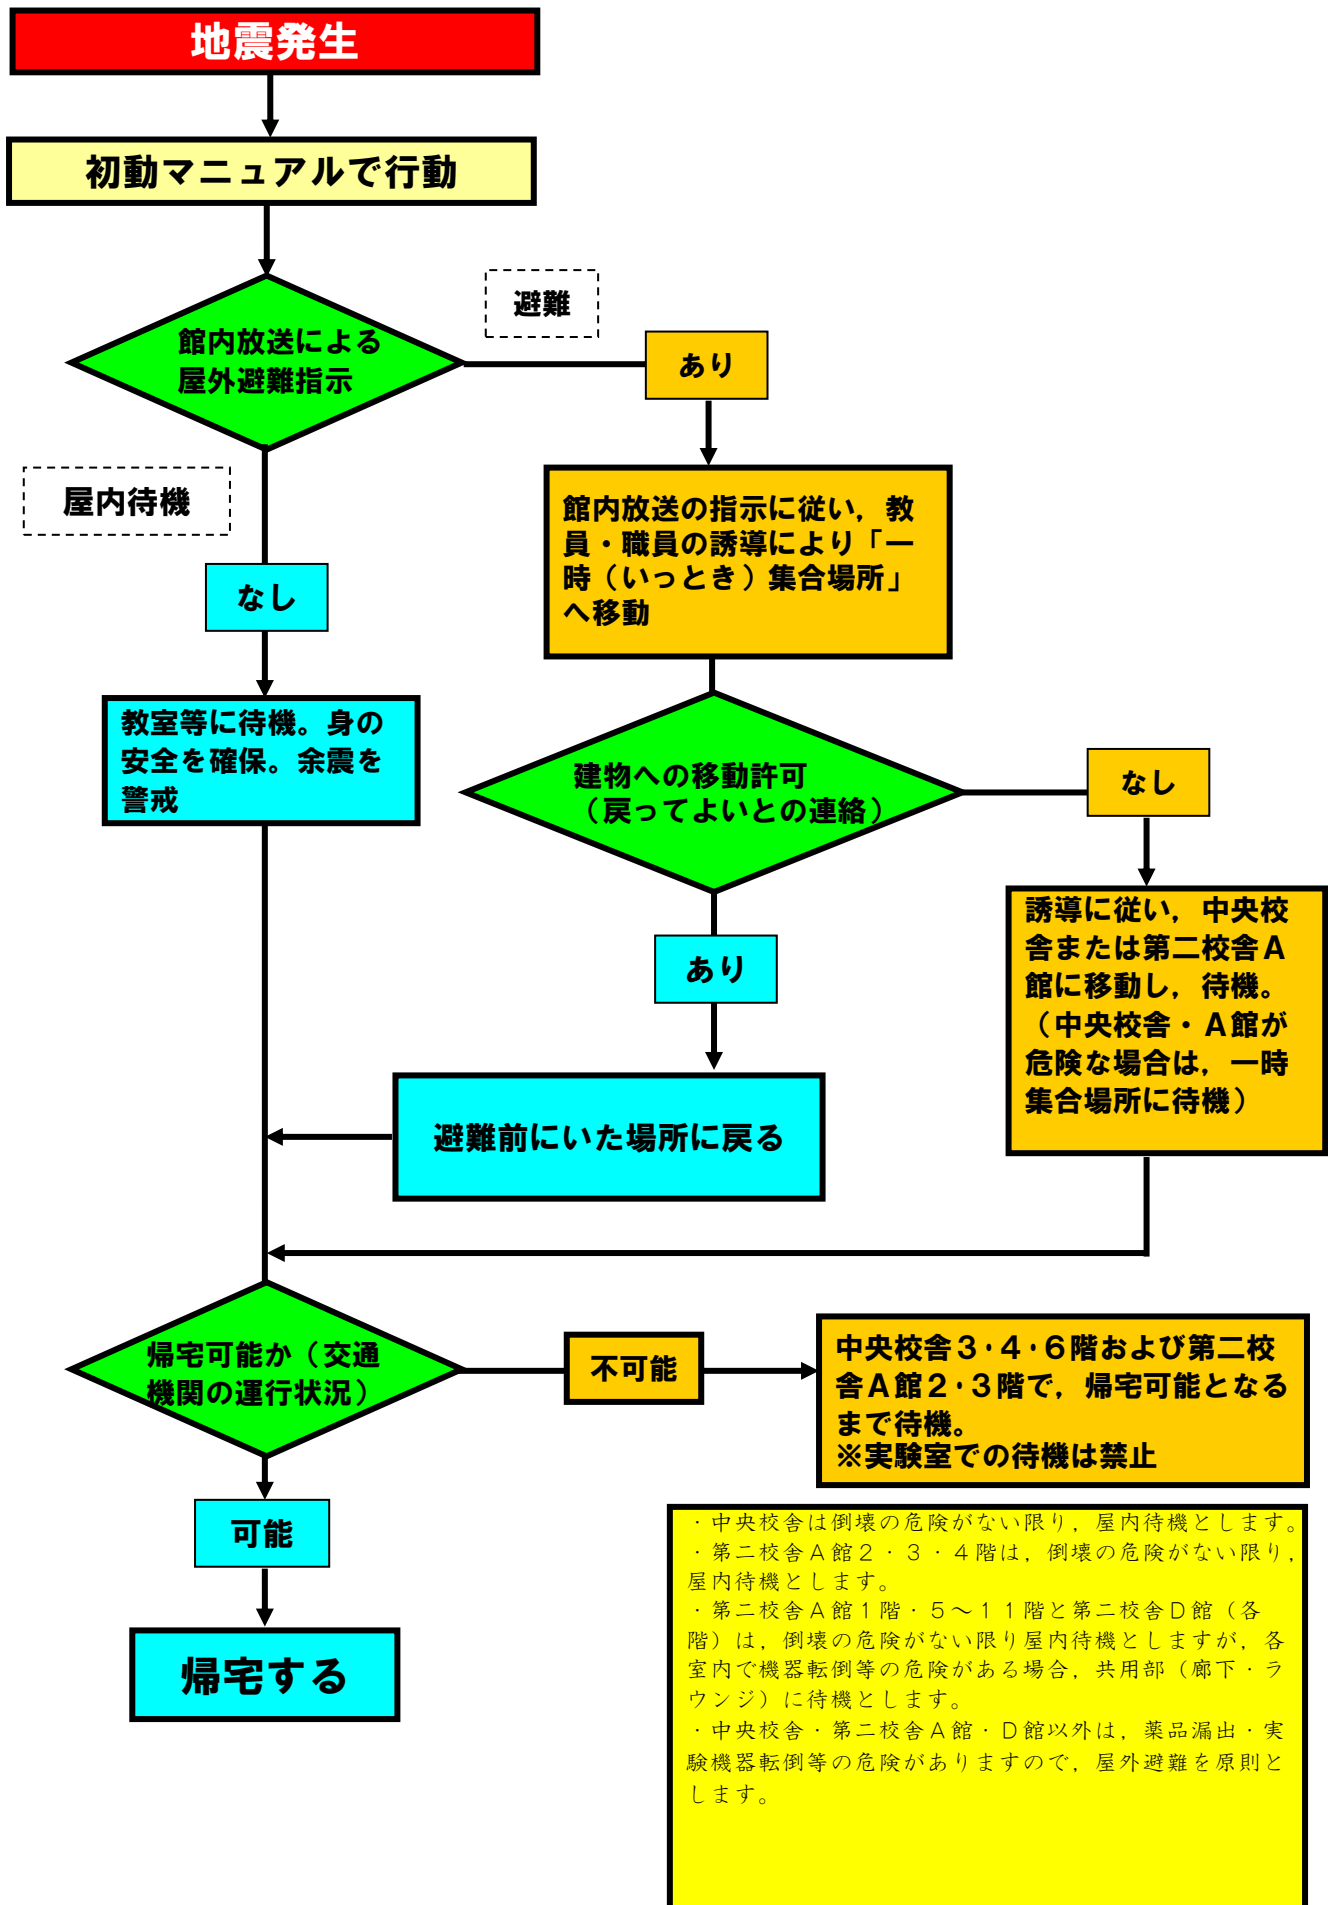 地震発生
初動マニュアルで行動
避難
館内放送による
屋外避難指示
あり
屋内待機
館内放送の指示に従い，教
員・職員の誘導により「一
時（いっとき）集合場所」
へ移動
なし
教室等に待機。身の
安全を確保。余震を
警戒
建物への移動許可
（戻ってよいとの連絡）
なし
誘導に従い，中央校
舎または第二校舎Ａ
館に移動し，待機。
（中央校舎・Ａ館が
危険な場合は，一時
集合場所に待機）
あり
避難前にいた場所に戻る
帰宅可能か（交通
機関の運行状況）
不可能
中央校舎３・４・６階および第二校
舎Ａ館２・３階で，帰宅可能となる
まで待機。
※実験室での待機は禁止
可能
帰宅する
・中央校舎は倒壊の危険がない限り，屋内待機とします。
・第二校舎Ａ館２・３・４階は，倒壊の危険がない限り，
屋内待機とします。
・第二校舎Ａ館１階・５～１１階と第二校舎Ｄ館（各
階）は，倒壊の危険がない限り屋内待機としますが，各
室内で機器転倒等の危険がある場合，共用部（廊下・ラ
ウンジ）に待機とします。
・中央校舎・第二校舎Ａ館・Ｄ館以外は，薬品漏出・実
験機器転倒等の危険がありますので，屋外避難を原則と
します。